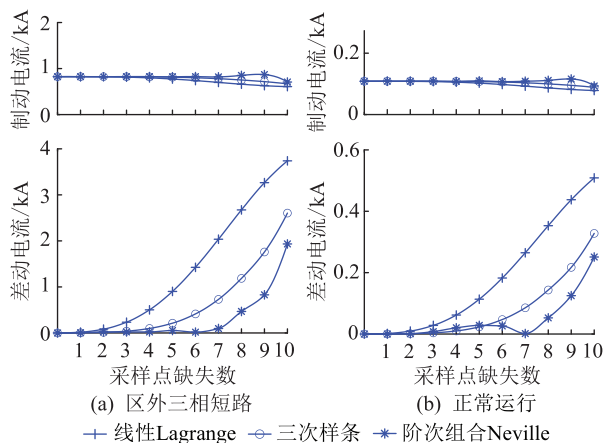 制动电流/kA
2
1
0
制动电流/kA
0.2
0
差动电流/kA
4
3
2
1
0
1 2 3 4 5 6 7 8 9 10
采样点缺失数
(a) 区外三相短路
差动电流/kA
0.6
0.4
0.2
0
1 2 3 4 5 6 7 8 9 10
采样点缺失数
(b) 正常运行
线性Lagrange 三次样条 阶次组合Neville